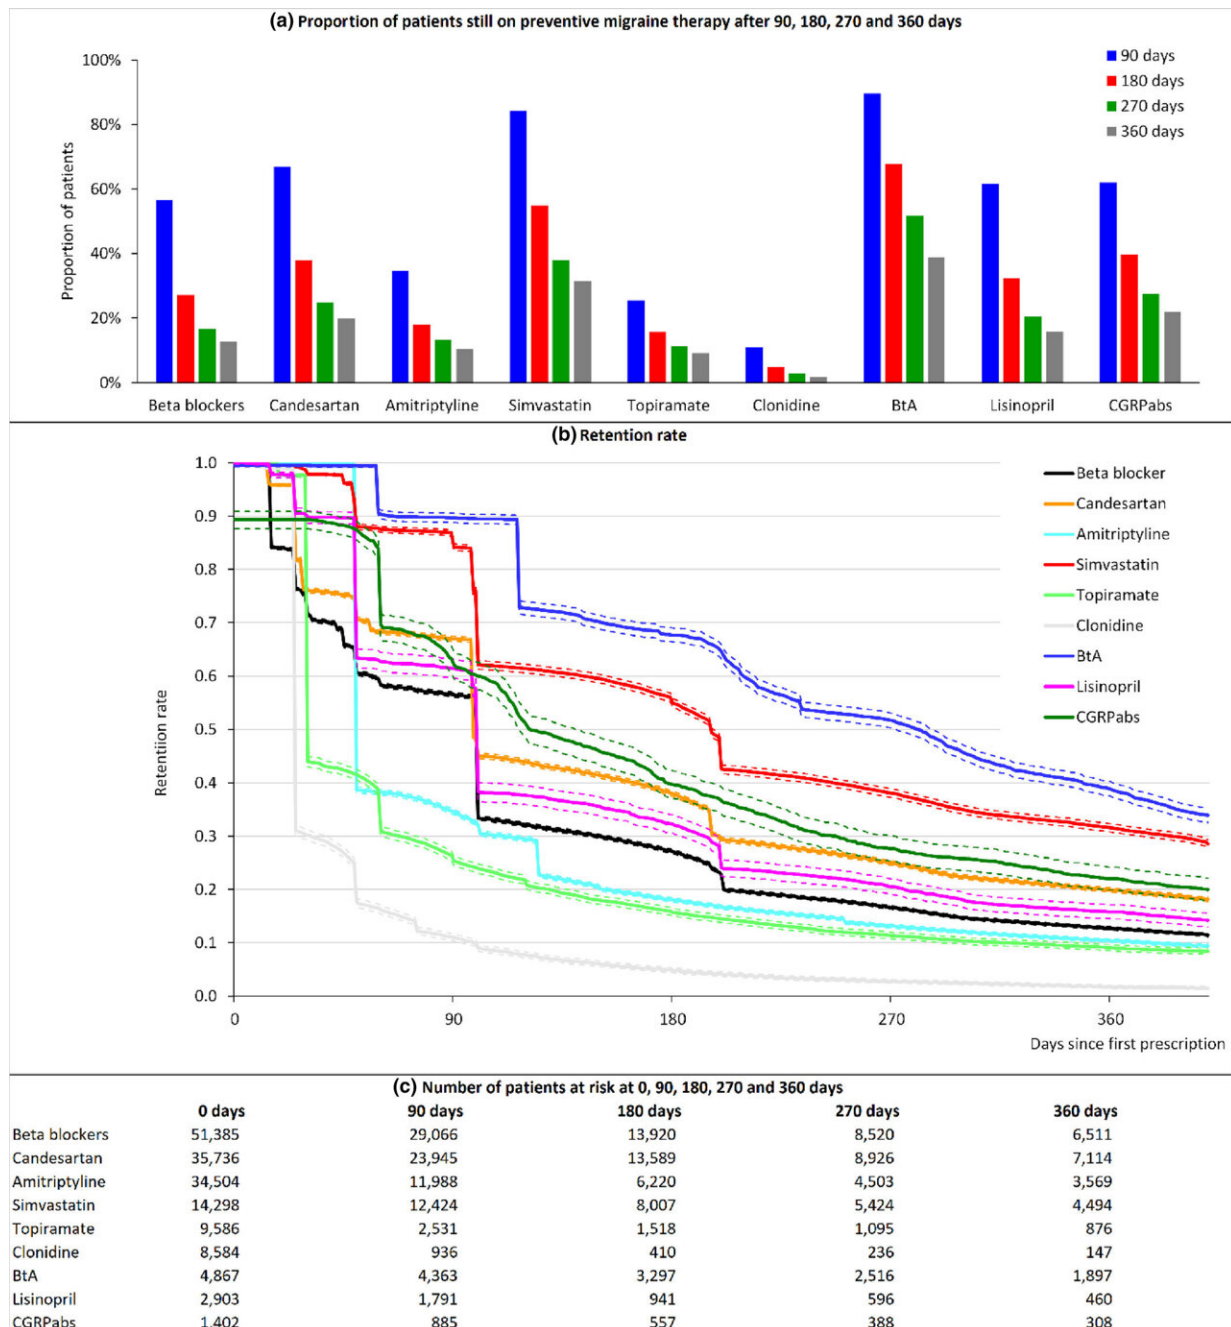 (a) Proportion of patients still on preventive migraine therapy after 90, 180, 270 and 360 days
100%
80%
60%
40%
20%
0%
Proportion of patients
90 days
180 days
270 days
360 days
Beta blockers Candesartan Amitriptyline Simvastatin Topiramate Clonidine BtA Lisinopril CGRPabs
(b) Retention rate
1.0
0.9
0.8
0.7
0.6
0.5
0.4
0.3
0.2
0.1
0.0
Retentiion rate
Beta blocker
Candesartan
Amitriptyline
Simvastatin
Topiramate
Clonidine
BtA
Lisinopril
CGRPabs
0 90 180 270 360
Days since first prescription
(c) Number of patients at risk at 0, 90, 180, 270 and 360 days
0 days 90 days 180 days 270 days 360 days
Beta blockers 51,385 29,066 13,920 8,520 6,511
Candesartan 35,736 23,945 13,589 8,926 7,114
Amitriptyline 34,504 11,988 6,220 4,503 3,569
Simvastatin 14,298 12,424 8,007 5,424 4,494
Topiramate 9,586 2,531 1,518 1,095 876
Clonidine 8,584 936 410 236 147
BtA 4,867 4,363 3,297 2,516 1,897
Lisinopril 2,903 1,791 941 596 460
CGRPabs 1,402 885 557 388 308